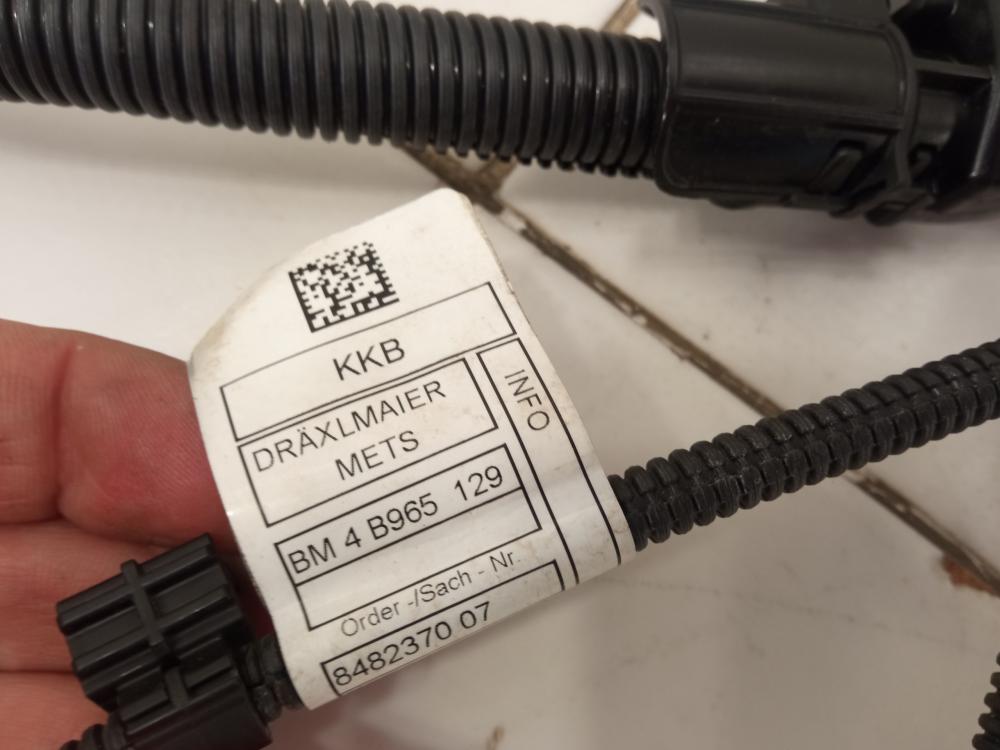 KKB
DRÄXLMAIER
METS
INFO
BM 4 B965 129
Order -/Sach - Nr.
8482370 07